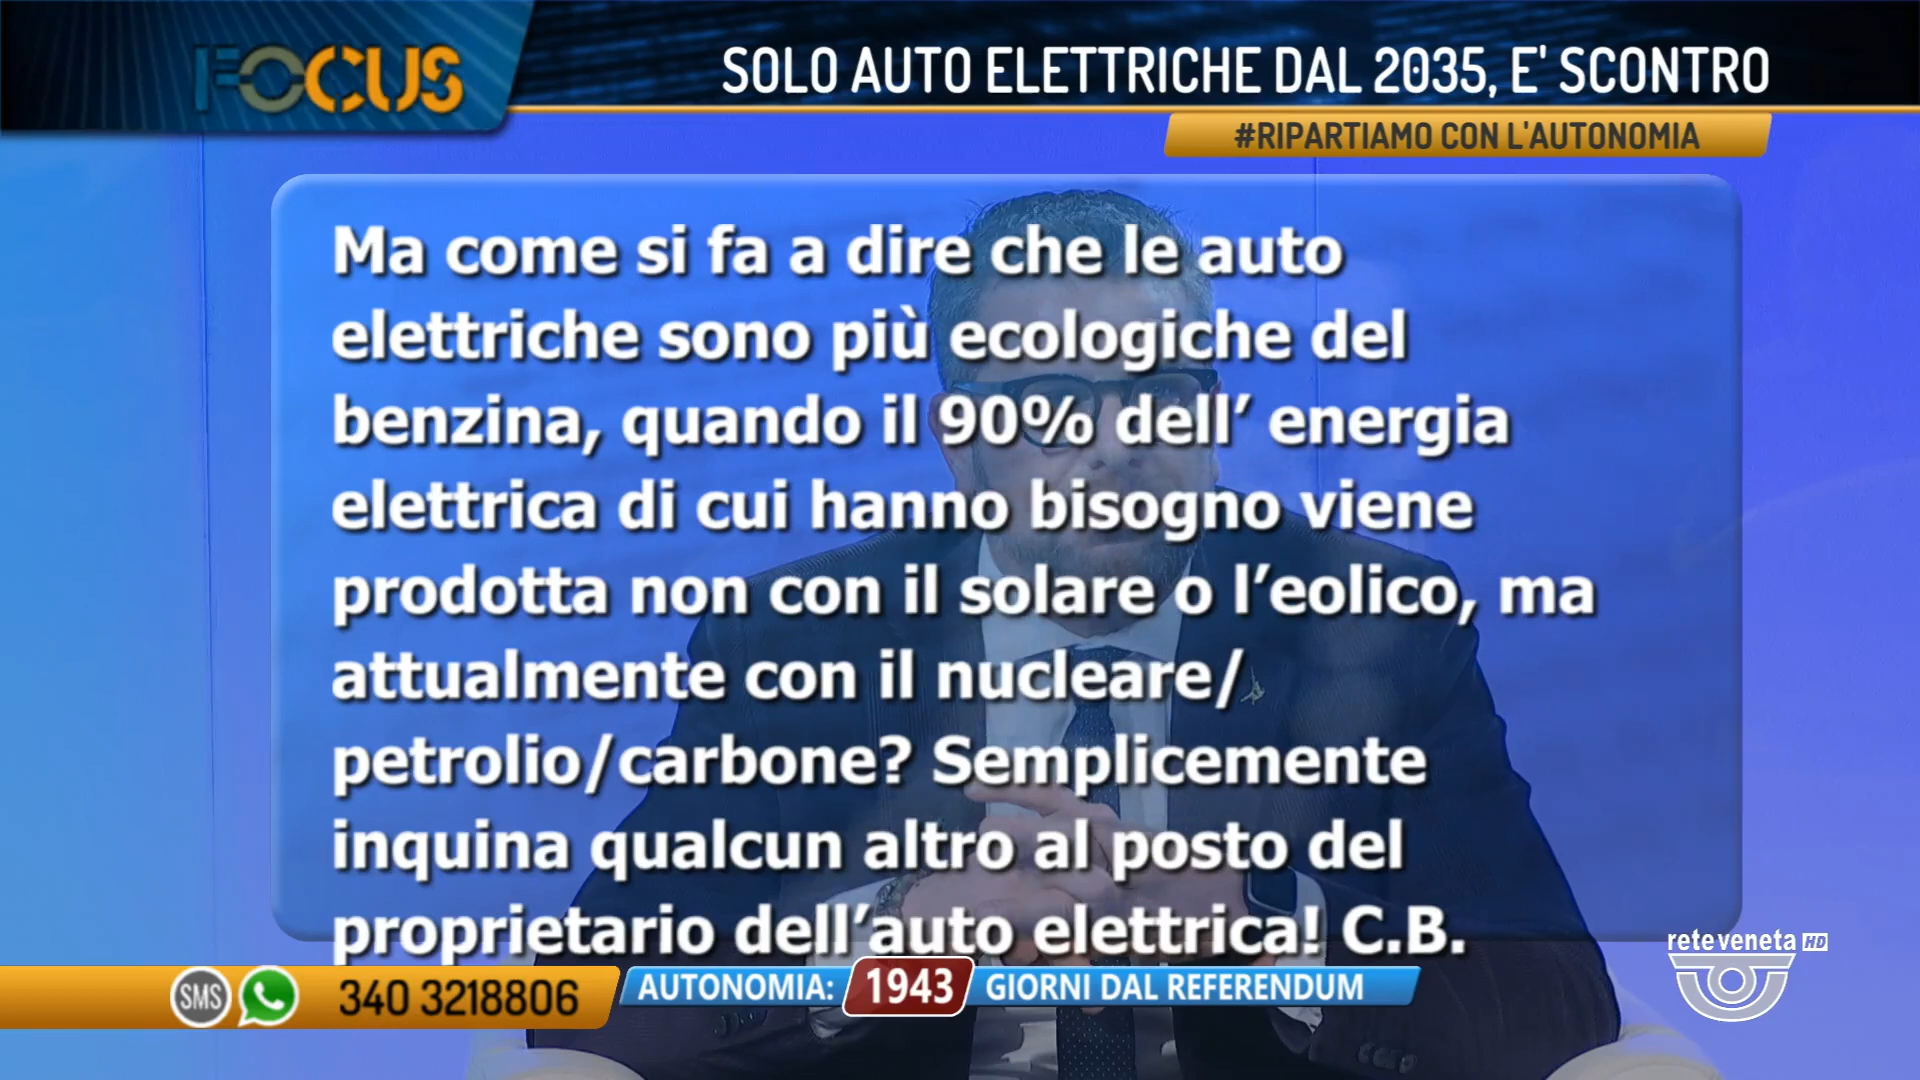 FOCUS
SOLO AUTO ELETTRICHE DAL 2035, E' SCONTRO
#RIPARTIAMO CON L'AUTONOMIA
Ma come si fa a dire che le auto
elettriche sono più ecologiche del
benzina, quando il 90% dell’ energia
elettrica di cui hanno bisogno viene
prodotta non con il solare o l’eolico, ma
attualmente con il nucleare/
petrolio/carbone? Semplicemente
inquina qualcun altro al posto del
proprietario dell’auto elettrica! C.B.
reteveneta HD
SMS 340 3218806
AUTONOMIA: 1943 GIORNI DAL REFERENDUM